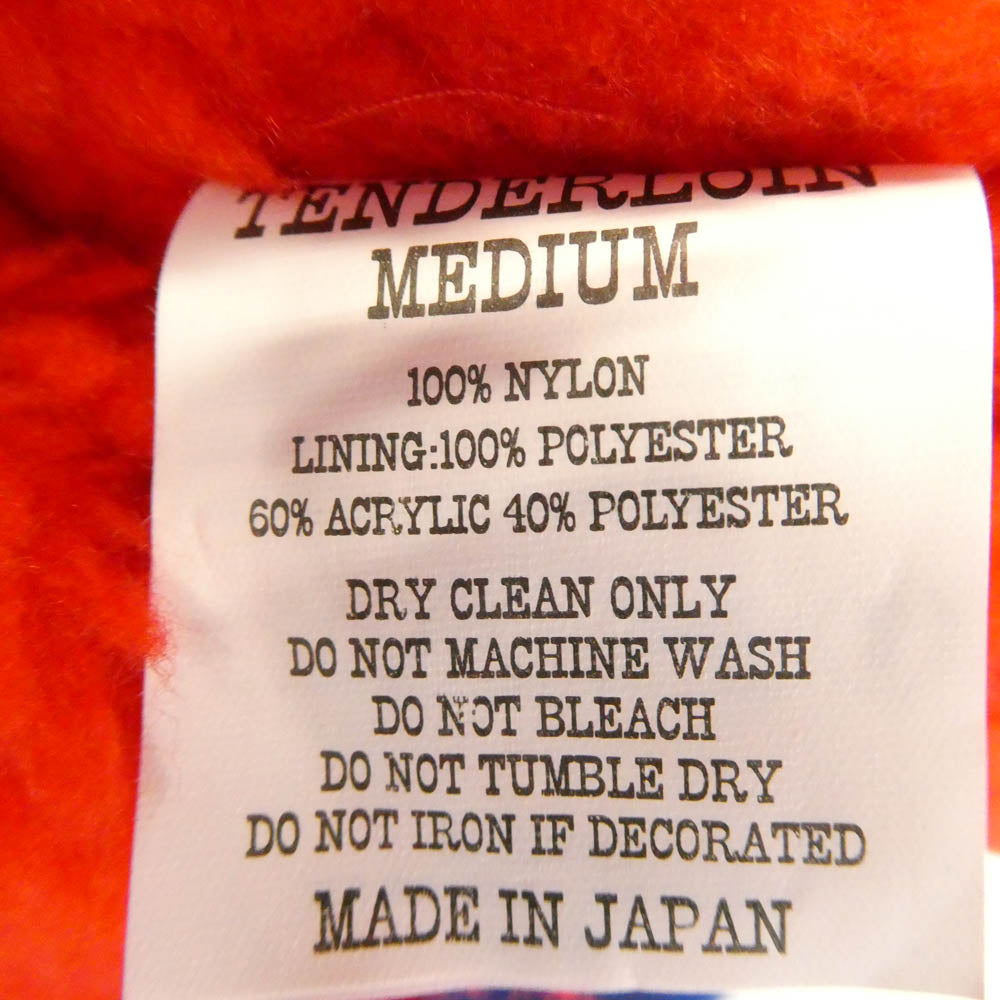 TENDERLOIN
MEDIUM
100% NYLON
LINING:100% POLYESTER
60% ACRYLIC 40% POLYESTER
DRY CLEAN ONLY
DO NOT MACHINE WASH
DO NOT BLEACH
DO NOT TUMBLE DRY
DO NOT IRON IF DECORATED
MADE IN JAPAN